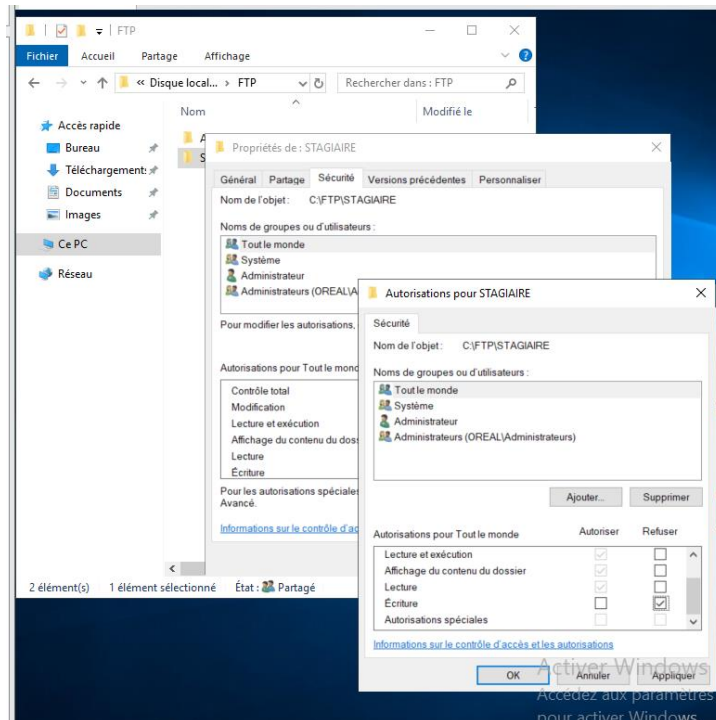 FTP
Fichier Accueil Partage Affichage
« Disque local... > FTP
Rechercher dans : FTP
Nom Modifié le
Accès rapide
Bureau
Téléchargement:
Documents
Images
Ce PC
Réseau
A
S
2 élément(s) 1 élément sélectionné État : Partagé
Propriétés de : STAGIAIRE
Général Partage Sécurité Versions précédentes Personnaliser
Nom de l'objet : C:\FTP\STAGIAIRE
Noms de groupes ou d'utilisateurs :
Tout le monde
Système
Administrateur
Administrateurs (OREAL\A
Pour modifier les autorisations,
Autorisations pour Tout le mond
Contrôle total
Modification
Lecture et exécution
Affichage du contenu du doss
Lecture
Écriture
Pour les autorisations spéciales
Avancé.
Informations sur le contrôle d'ac
Autorisations pour STAGIAIRE
Sécurité
Nom de l'objet : C:\FTP\STAGIAIRE
Noms de groupes ou d'utilisateurs :
Tout le monde
Système
Administrateur
Administrateurs (OREAL\Administrateurs)
Ajouter... Supprimer
Autorisations pour Tout le monde Autoriser Refuser
Lecture et exécution
Affichage du contenu du dossier
Lecture
Écriture
Autorisations spéciales
Informations sur le contrôle d'accès et les autorisations
OK Annuler Appliquer
Activer Windows
Accédez aux paramètres
pour activer Windows.